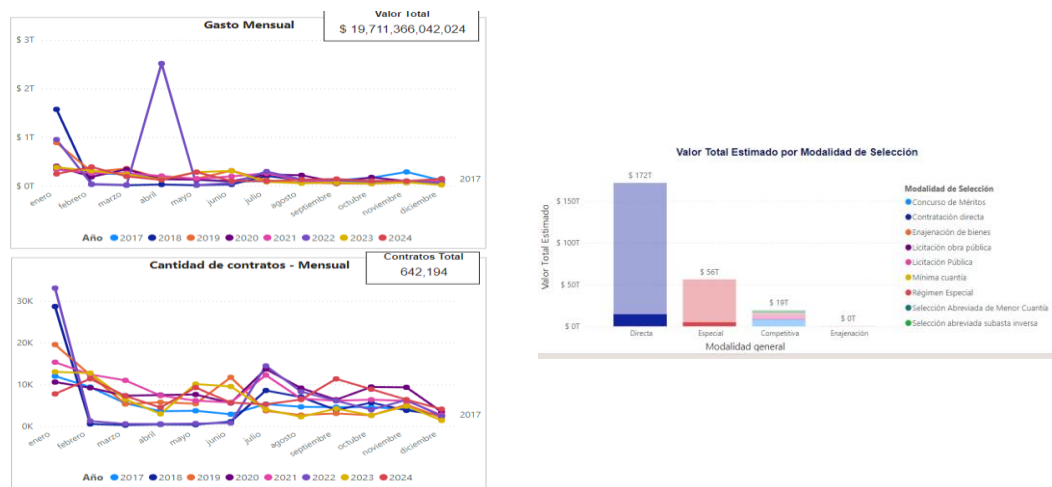 Gasto Mensual
Valor Total
$ 19,711,366,042,024
$ 3T
$ 2T
$ 1T
$ 0T
enero
febrero
marzo
abril
mayo
junio
julio
agosto
septiembre
octubre
noviembre
diciembre
2017
Año 2017 2018 2019 2020 2021 2022 2023 2024
Cantidad de contratos - Mensual
Contratos Total
642,194
30K
20K
10K
0K
enero
febrero
marzo
abril
mayo
junio
julio
agosto
septiembre
octubre
noviembre
diciembre
2017
Año 2017 2018 2019 2020 2021 2022 2023 2024
Valor Total Estimado por Modalidad de Selección
Valor Total Estimado
$ 150T
$ 100T
$ 50T
$ 0T
$ 172T
$ 56T
$ 19T
$ 0T
Directa
Especial
Competitiva
Enajenación
Modalidad general
Modalidad de Selección
Concurso de Méritos
Contratación directa
Enajenación de bienes
Licitación obra pública
Licitación Pública
Mínima cuantía
Régimen Especial
Selección Abreviada de Menor Cuantía
Selección abreviada subasta inversa